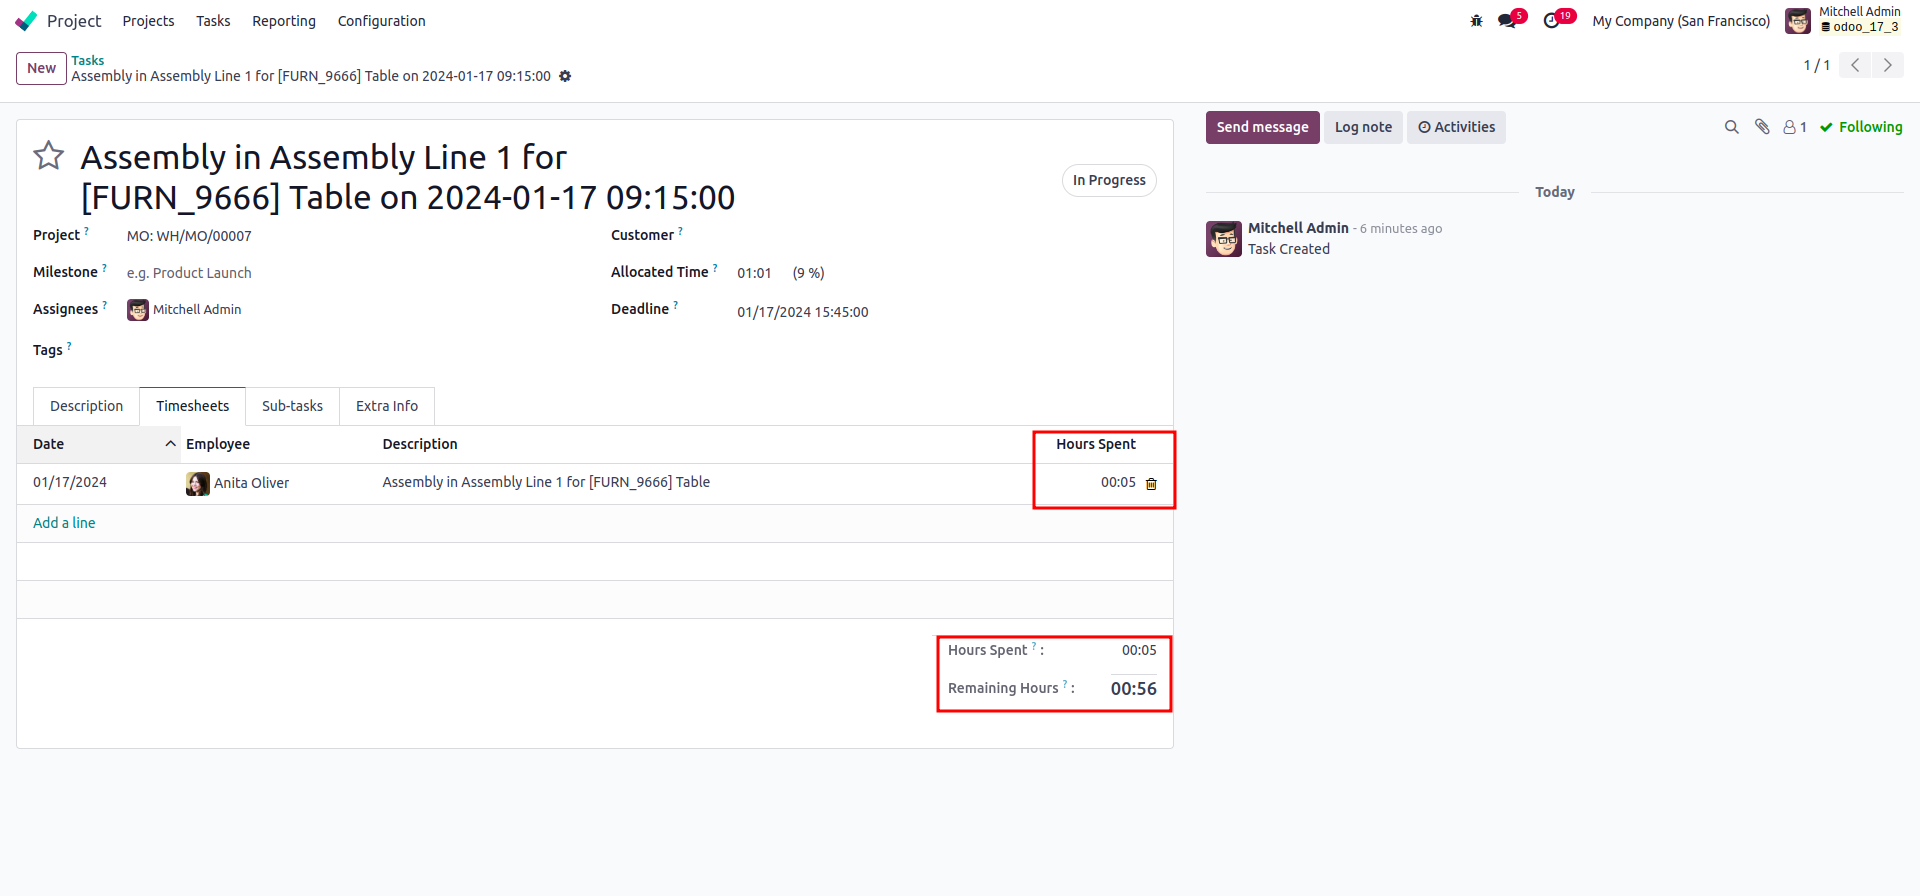 Project Projects Tasks Reporting Configuration 5 19 My Company (San Francisco) Mitchell Admin
odoo_17_3
New Tasks
Assembly in Assembly Line 1 for [FURN_9666] Table on 2024-01-17 09:15:00
1 / 1
Send message Log note Activities 1 Following
Assembly in Assembly Line 1 for
[FURN_9666] Table on 2024-01-17 09:15:00
In Progress
Project ? MO: WH/MO/00007
Customer ?
Milestone ? e.g. Product Launch
Allocated Time ? 01:01 (9 %)
Assignees ? Mitchell Admin
Deadline ? 01/17/2024 15:45:00
Tags ?
Description Timesheets Sub-tasks Extra Info
Date Employee Description Hours Spent
01/17/2024 Anita Oliver Assembly in Assembly Line 1 for [FURN_9666] Table 00:05
Add a line
Hours Spent ? : 00:05
Remaining Hours ? : 00:56
Today
Mitchell Admin - 6 minutes ago
Task Created